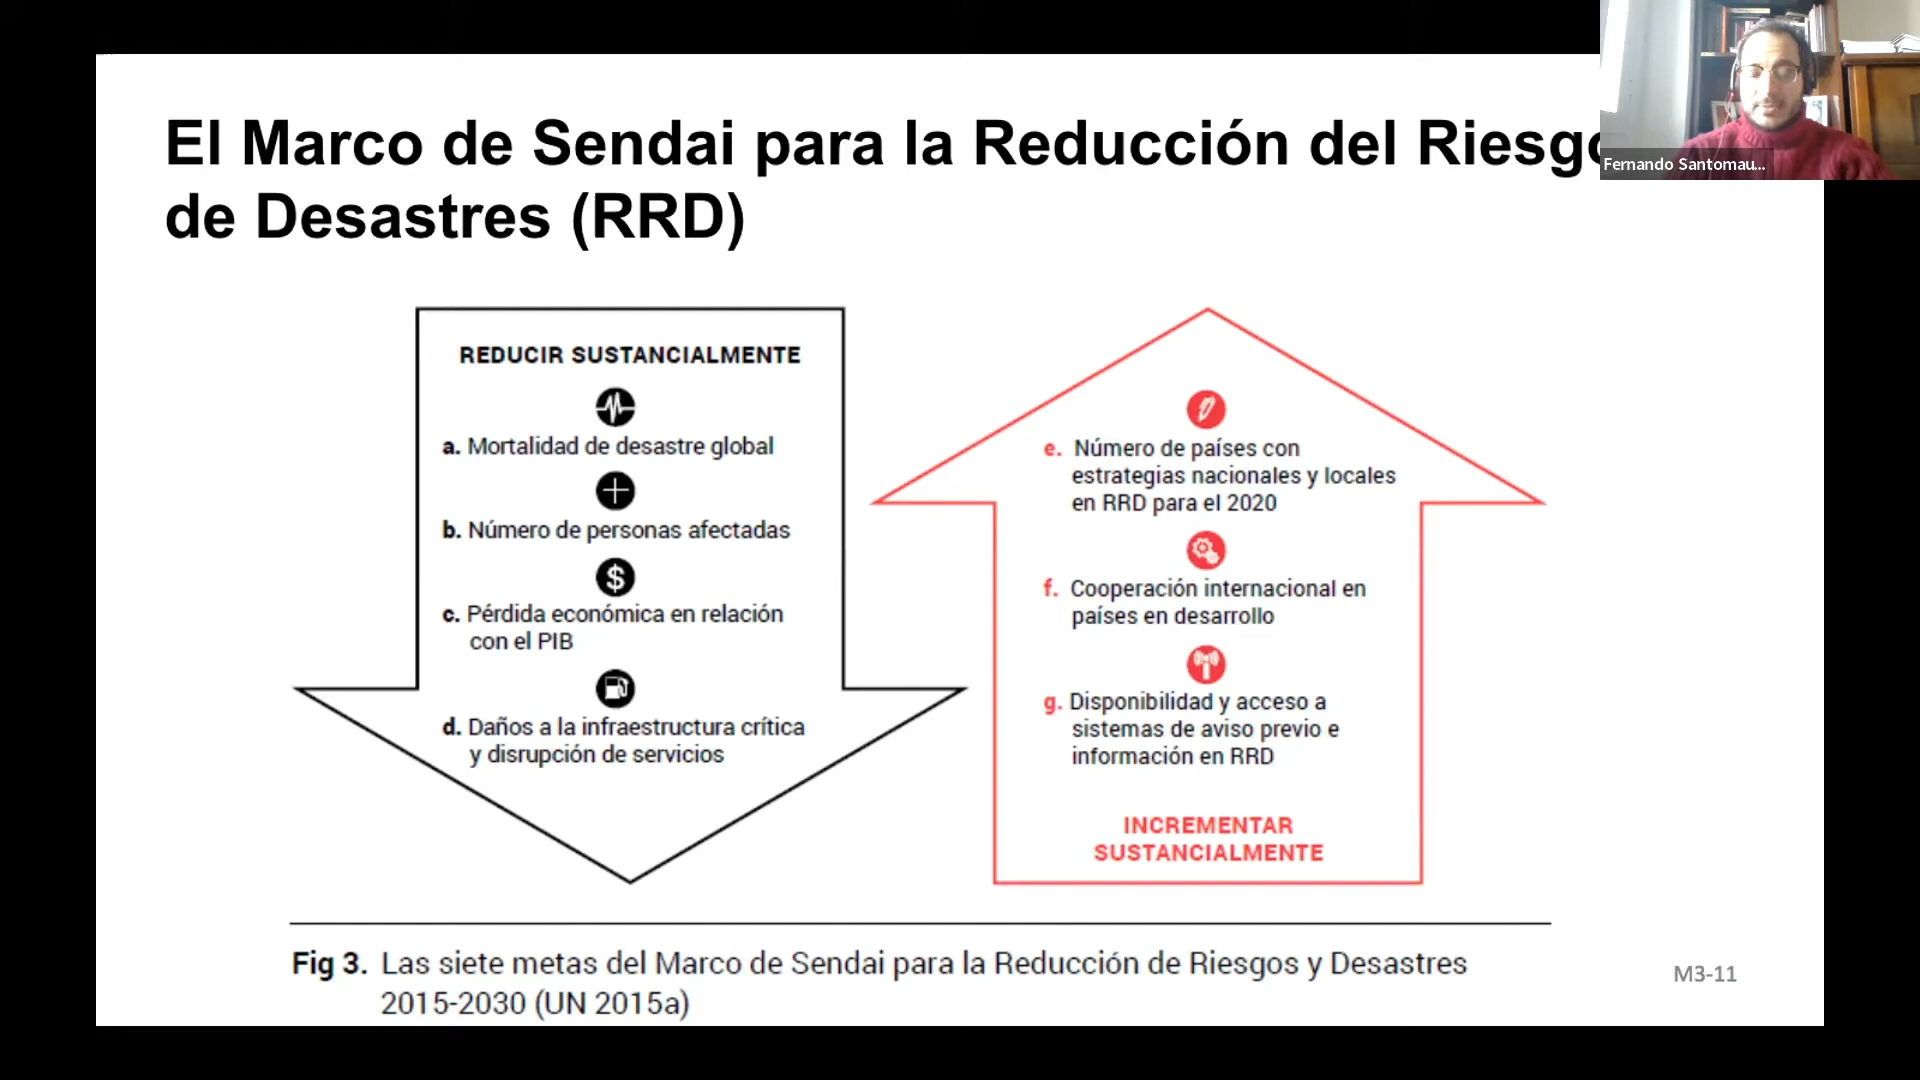 El Marco de Sendai para la Reducción del Riesgo
de Desastres (RRD)
Fernando Santomau...
REDUCIR SUSTANCIALMENTE
a. Mortalidad de desastre global
b. Número de personas afectadas
c. Pérdida económica en relación
con el PIB
d. Daños a la infraestructura crítica
y disrupción de servicios
e. Número de países con
estrategias nacionales y locales
en RRD para el 2020
f. Cooperación internacional en
países en desarrollo
g. Disponibilidad y acceso a
sistemas de aviso previo e
información en RRD
INCREMENTAR
SUSTANCIALMENTE
Fig 3. Las siete metas del Marco de Sendai para la Reducción de Riesgos y Desastres
2015-2030 (UN 2015a)
M3-11